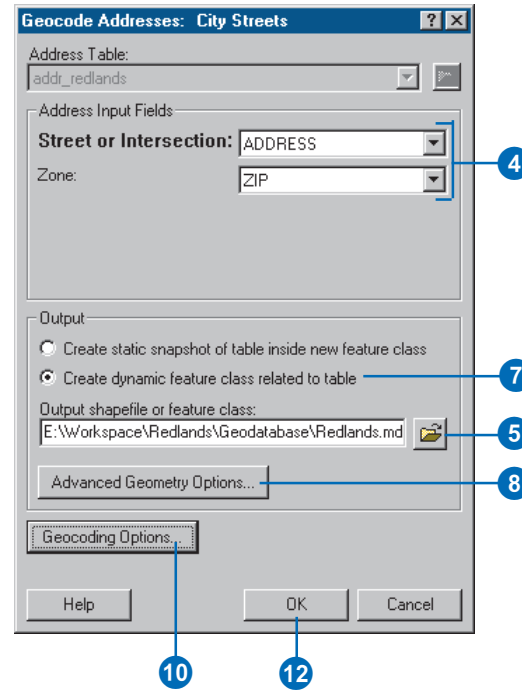 Geocode Addresses: City Streets
Address Table:
addr_redlands
Address Input Fields
Street or Intersection: ADDRESS
4
Zone: ZIP
Output
Create static snapshot of table inside new feature class
Create dynamic feature class related to table
7
Output shapefile or feature class:
E:\Workspace\Redlands\Geodatabase\Redlands.md
5
Advanced Geometry Options...
8
Geocoding Options...
Help OK Cancel
10 12